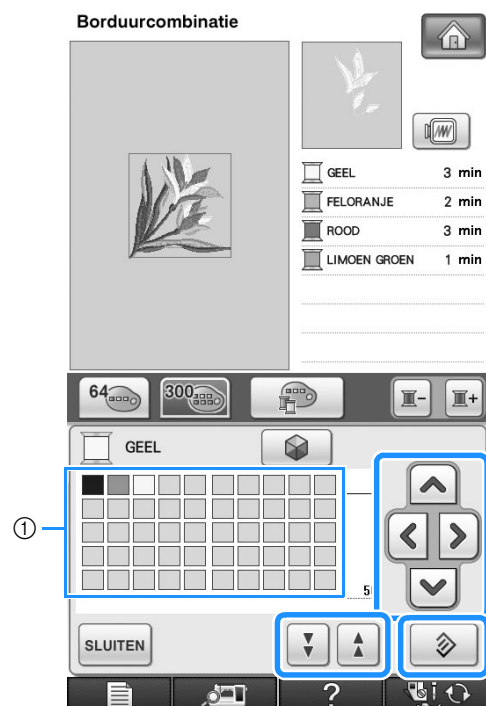 Borduurcombinatie
GEEL 3 min
FELORANJE 2 min
ROOD 3 min
LIMOEN GROEN 1 min
64 300
GEEL
①
SLUITEN
?